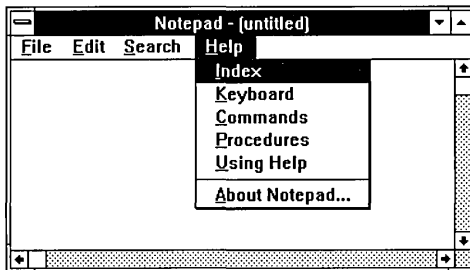 Notepad - (untitled)
File Edit Search Help
Index
Keyboard
Commands
Procedures
Using Help
About Notepad...